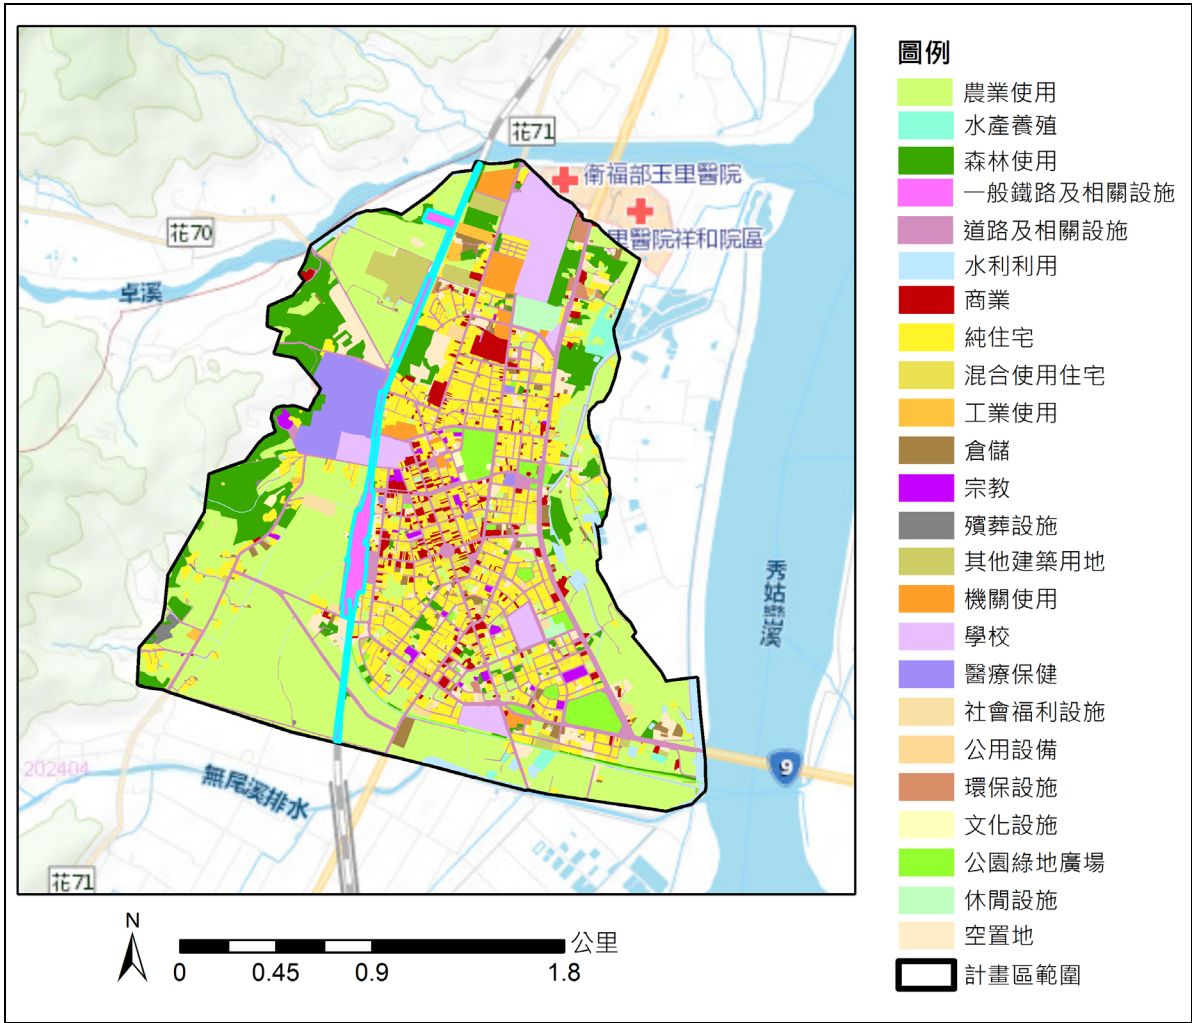 花71
衛福部玉里醫院
里醫院祥和院區
花70
卓溪
秀姑巒溪
9
202404
無尾溪排水
花71
N
0
0.45
0.9
1.8
公里
圖例
農業使用
水產養殖
森林使用
一般鐵路及相關設施
道路及相關設施
水利利用
商業
純住宅
混合使用住宅
工業使用
倉儲
宗教
殯葬設施
其他建築用地
機關使用
學校
醫療保健
社會福利設施
公用設備
環保設施
文化設施
公園綠地廣場
休閒設施
空置地
計畫區範圍